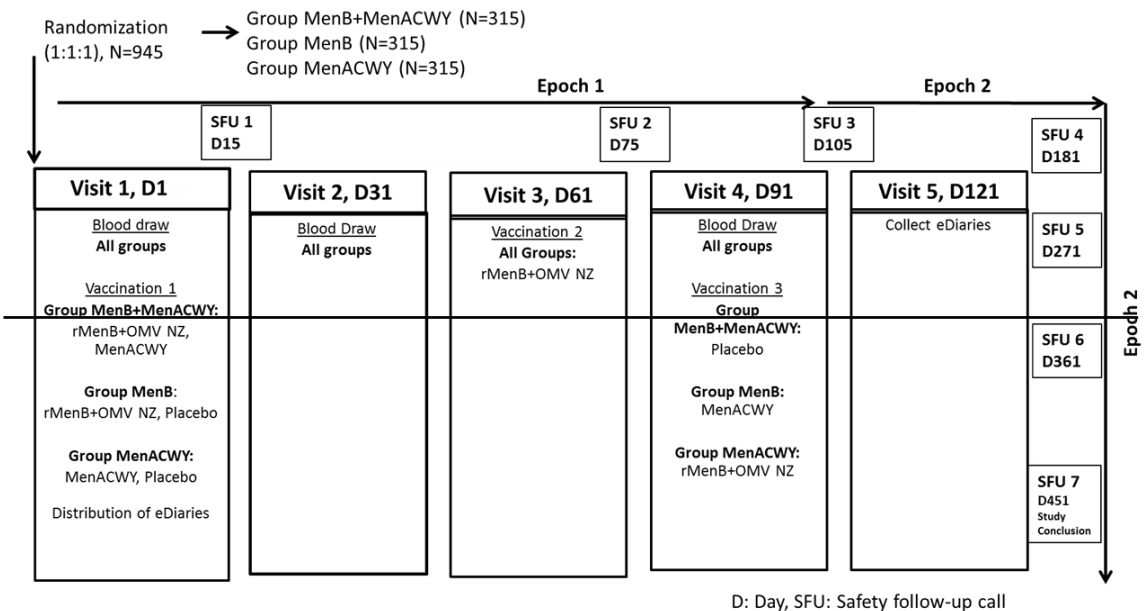 Randomization
(1:1:1), N=945
Group MenB+MenACWY (N=315)
Group MenB (N=315)
Group MenACWY (N=315)
Epoch 1
Epoch 2
SFU 1
D15
SFU 2
D75
SFU 3
D105
SFU 4
D181
Visit 1, D1
Blood draw
All groups
Vaccination 1
Group MenB+MenACWY:
rMenB+OMV NZ,
MenACWY
Group MenB:
rMenB+OMV NZ, Placebo
Group MenACWY:
MenACWY, Placebo
Distribution of eDiaries
Visit 2, D31
Blood Draw
All groups
Visit 3, D61
Vaccination 2
All Groups:
rMenB+OMV NZ
Visit 4, D91
Blood Draw
All groups
Vaccination 3
Group
MenB+MenACWY:
Placebo
Group MenB:
MenACWY
Group MenACWY:
rMenB+OMV NZ
Visit 5, D121
Collect eDiaries
SFU 5
D271
SFU 6
D361
SFU 7
D451
Study
Conclusion
Epoch 2
D: Day, SFU: Safety follow-up call